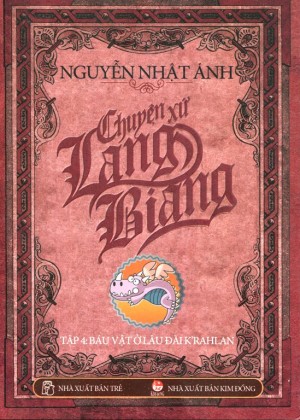 NGUYỄN NHẬT ÁNH
Chuyện xứ
Lang
Biang
TẬP 4: BÁU VẬT Ở LÂU ĐÀI K'RAHLAN
NHÀ XUẤT BẢN TRẺ
NHÀ XUẤT BẢN KIM ĐỒNG